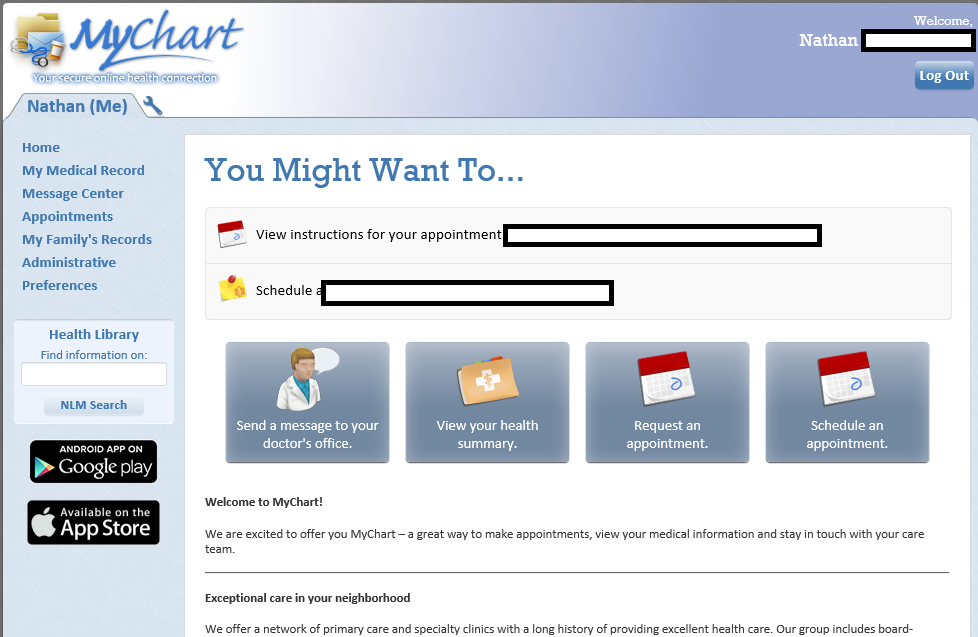 MyChart
Your secure online health connection
Welcome,
Nathan
Log Out
Nathan (Me)
Home
My Medical Record
Message Center
Appointments
My Family's Records
Administrative
Preferences
Health Library
Find information on:
NLM Search
ANDROID APP ON
Google play
Available on the
App Store
You Might Want To...
View instructions for your appointment
Schedule a
Send a message to your
doctor's office.
View your health
summary.
Request an
appointment.
Schedule an
appointment.
Welcome to MyChart!
We are excited to offer you MyChart – a great way to make appointments, view your medical information and stay in touch with your care
team.
Exceptional care in your neighborhood
We offer a network of primary care and specialty clinics with a long history of providing excellent health care. Our group includes board-